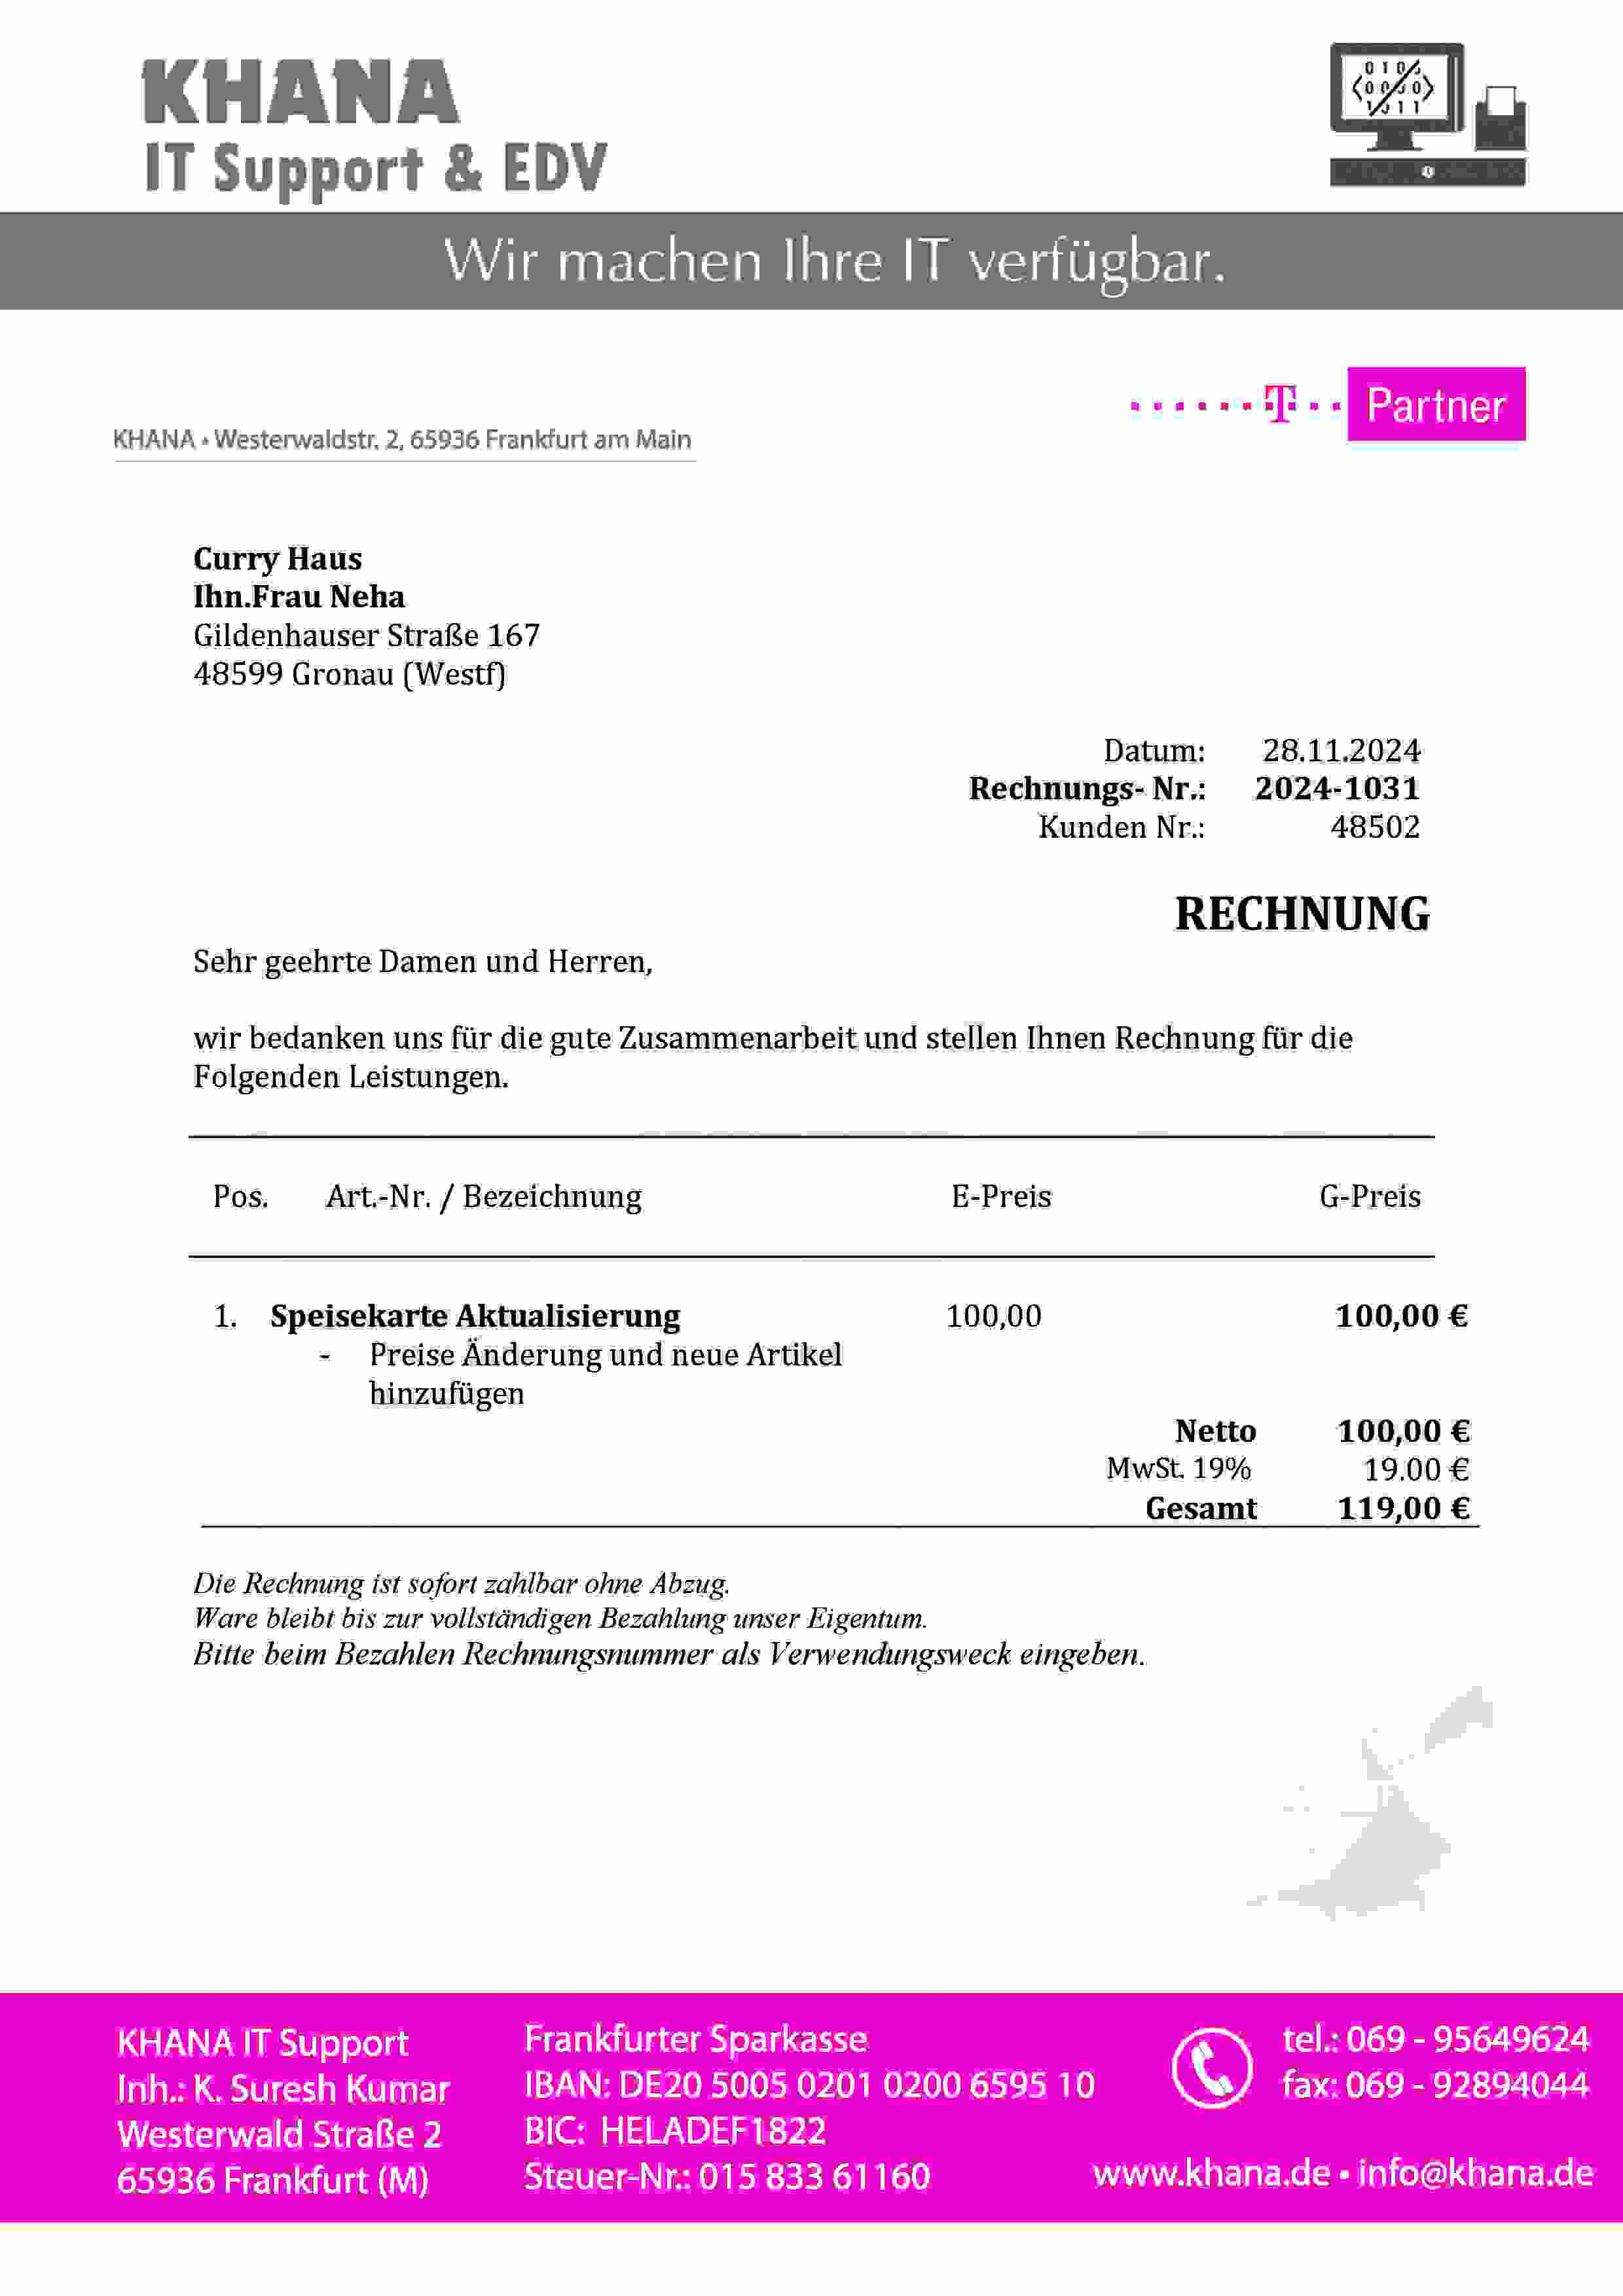 KHANA
IT Support & EDV
0 1 0
Wir machen Ihre IT verfügbar.
T Partner
KHANA • Westerwaldstr. 2, 65936 Frankfurt am Main
Curry Haus
Ihn.Frau Neha
Gildenhauser Straße 167
48599 Gronau (Westf)
Datum: 28.11.2024
Rechnungs- Nr.: 2024-1031
Kunden Nr.: 48502
RECHNUNG
Sehr geehrte Damen und Herren,
wir bedanken uns für die gute Zusammenarbeit und stellen Ihnen Rechnung für die
Folgenden Leistungen.
Pos. Art.-Nr. / Bezeichnung E-Preis G-Preis
1. Speisekarte Aktualisierung 100,00 100,00 €
- Preise Änderung und neue Artikel
hinzufügen
Netto 100,00 €
MwSt. 19% 19.00 €
Gesamt 119,00 €
Die Rechnung ist sofort zahlbar ohne Abzug.
Ware bleibt bis zur vollständigen Bezahlung unser Eigentum.
Bitte beim Bezahlen Rechnungsnummer als Verwendungsweck eingeben.
KHANA IT Support
Inh.: K. Suresh Kumar
Westerwald Straße 2
65936 Frankfurt (M)
Frankfurter Sparkasse
IBAN: DE20 5005 0201 0200 6595 10
BIC: HELADEF1822
Steuer-Nr.: 015 833 61160
tel.: 069 - 95649624
fax: 069 - 92894044
www.khana.de • info@khana.de